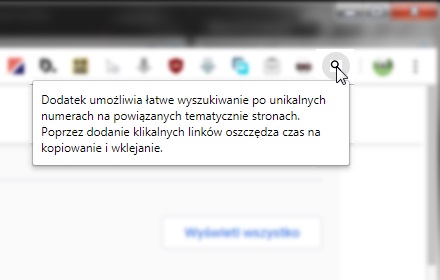 Dodatek umożliwia łatwe wyszukiwanie po unikalnych
numerach na powiązanych tematycznie stronach.
Poprzez dodanie klikalnych linków oszczędza czas na
kopiowanie i wklejanie.
Wyświetl wszystko